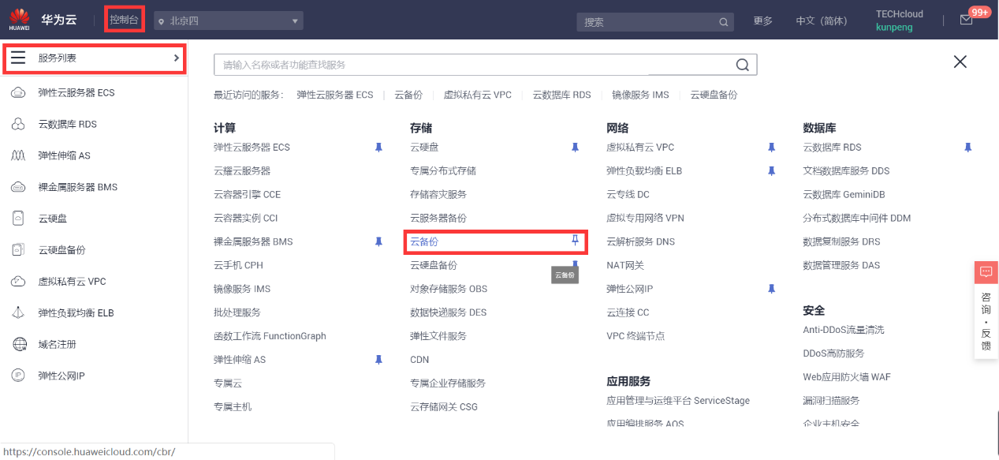 HUAWEI
华为云
控制台
北京四
搜索
更多
中文（简体）
TECHcloud
kunpeng
99+
服务列表
弹性云服务器 ECS
云数据库 RDS
弹性伸缩 AS
裸金属服务器 BMS
云硬盘
云硬盘备份
虚拟私有云 VPC
弹性负载均衡 ELB
域名注册
IP
弹性公网IP
请输入名称或者功能查找服务
最近访问的服务： 弹性云服务器 ECS | 云备份 | 虚拟私有云 VPC | 云数据库 RDS | 镜像服务 IMS | 云硬盘备份
计算
弹性云服务器 ECS
云耀云服务器
云容器引擎 CCE
云容器实例 CCI
裸金属服务器 BMS
云手机 CPH
镜像服务 IMS
批处理服务
函数工作流 FunctionGraph
弹性伸缩 AS
专属云
专属主机
存储
云硬盘
专属分布式存储
存储容灾服务
云服务器备份
云备份
云硬盘备份
云备份
对象存储服务 OBS
数据快递服务 DES
弹性文件服务
CDN
专属企业存储服务
云存储网关 CSG
网络
虚拟私有云 VPC
弹性负载均衡 ELB
云专线 DC
虚拟专用网络 VPN
云解析服务 DNS
NAT网关
弹性公网IP
云连接 CC
VPC 终端节点
应用服务
应用管理与运维平台 ServiceStage
应用编排服务 AOS
数据库
云数据库 RDS
文档数据库服务 DDS
云数据库 GeminiDB
分布式数据库中间件 DDM
数据复制服务 DRS
数据管理服务 DAS
安全
Anti-DDoS流量清洗
DDoS高防服务
Web应用防火墙 WAF
漏洞扫描服务
企业主机安全
咨询·反馈
https://console.huaweicloud.com/cbr/